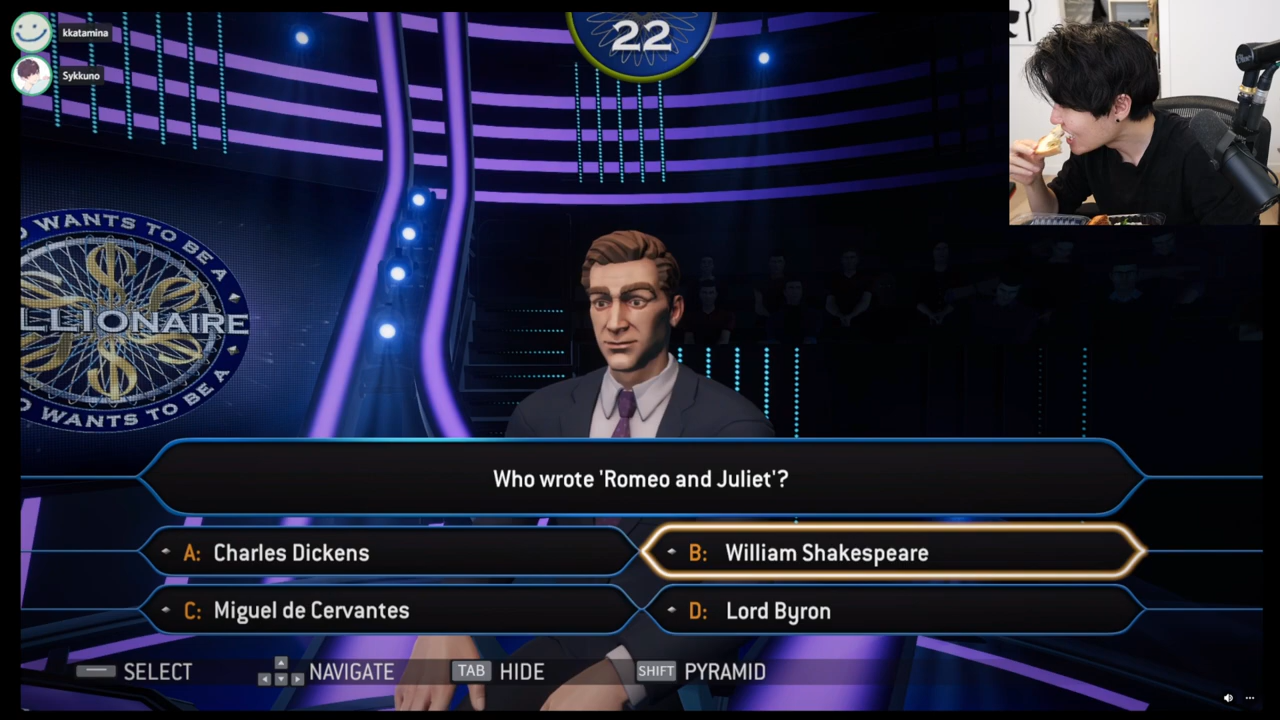 kkatamina
Sykkuno
22
WANTS TO BE A
LLIONAIRE
WANTS TO BE A
Who wrote 'Romeo and Juliet'?
A: Charles Dickens
B: William Shakespeare
C: Miguel de Cervantes
D: Lord Byron
SELECT
NAVIGATE
TAB HIDE
SHIFT PYRAMID